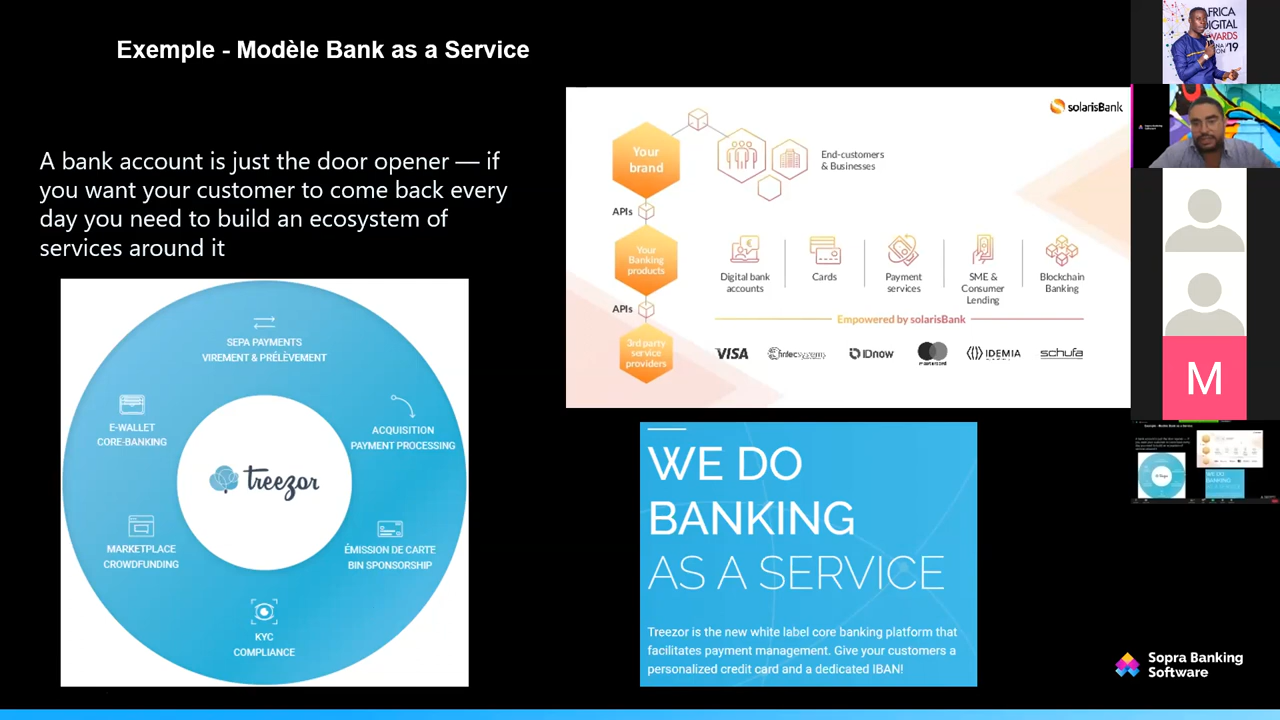 Exemple - Modèle Bank as a Service
A bank account is just the door opener — if
you want your customer to come back every
day you need to build an ecosystem of
services around it
SEPA PAYMENTS
VIREMENT & PRÉLÈVEMENT
E-WALLET
CORE-BANKING
ACQUISITION
PAYMENT PROCESSING
treezor
MARKETPLACE
CROWDFUNDING
ÉMISSION DE CARTE
BIN SPONSORSHIP
KYC
COMPLIANCE
solarisBank
Your
brand
End-customers
& Businesses
APIs
Your
Banking
products
Digital bank
accounts
Cards
Payment
services
SME &
Consumer
Lending
Blockchain
Banking
APIs
Empowered by solarisBank
3rd party
service
providers
VISA
fintecsystems
IDnow
mastercard
IDEMIA
schufa
WE DO
BANKING
AS A SERVICE
Treezor is the new white label core banking platform that
facilitates payment management. Give your customers a
personalized credit card and a dedicated IBAN!
AFRICA
DIGITAL
'19
M
Sopra Banking
Software